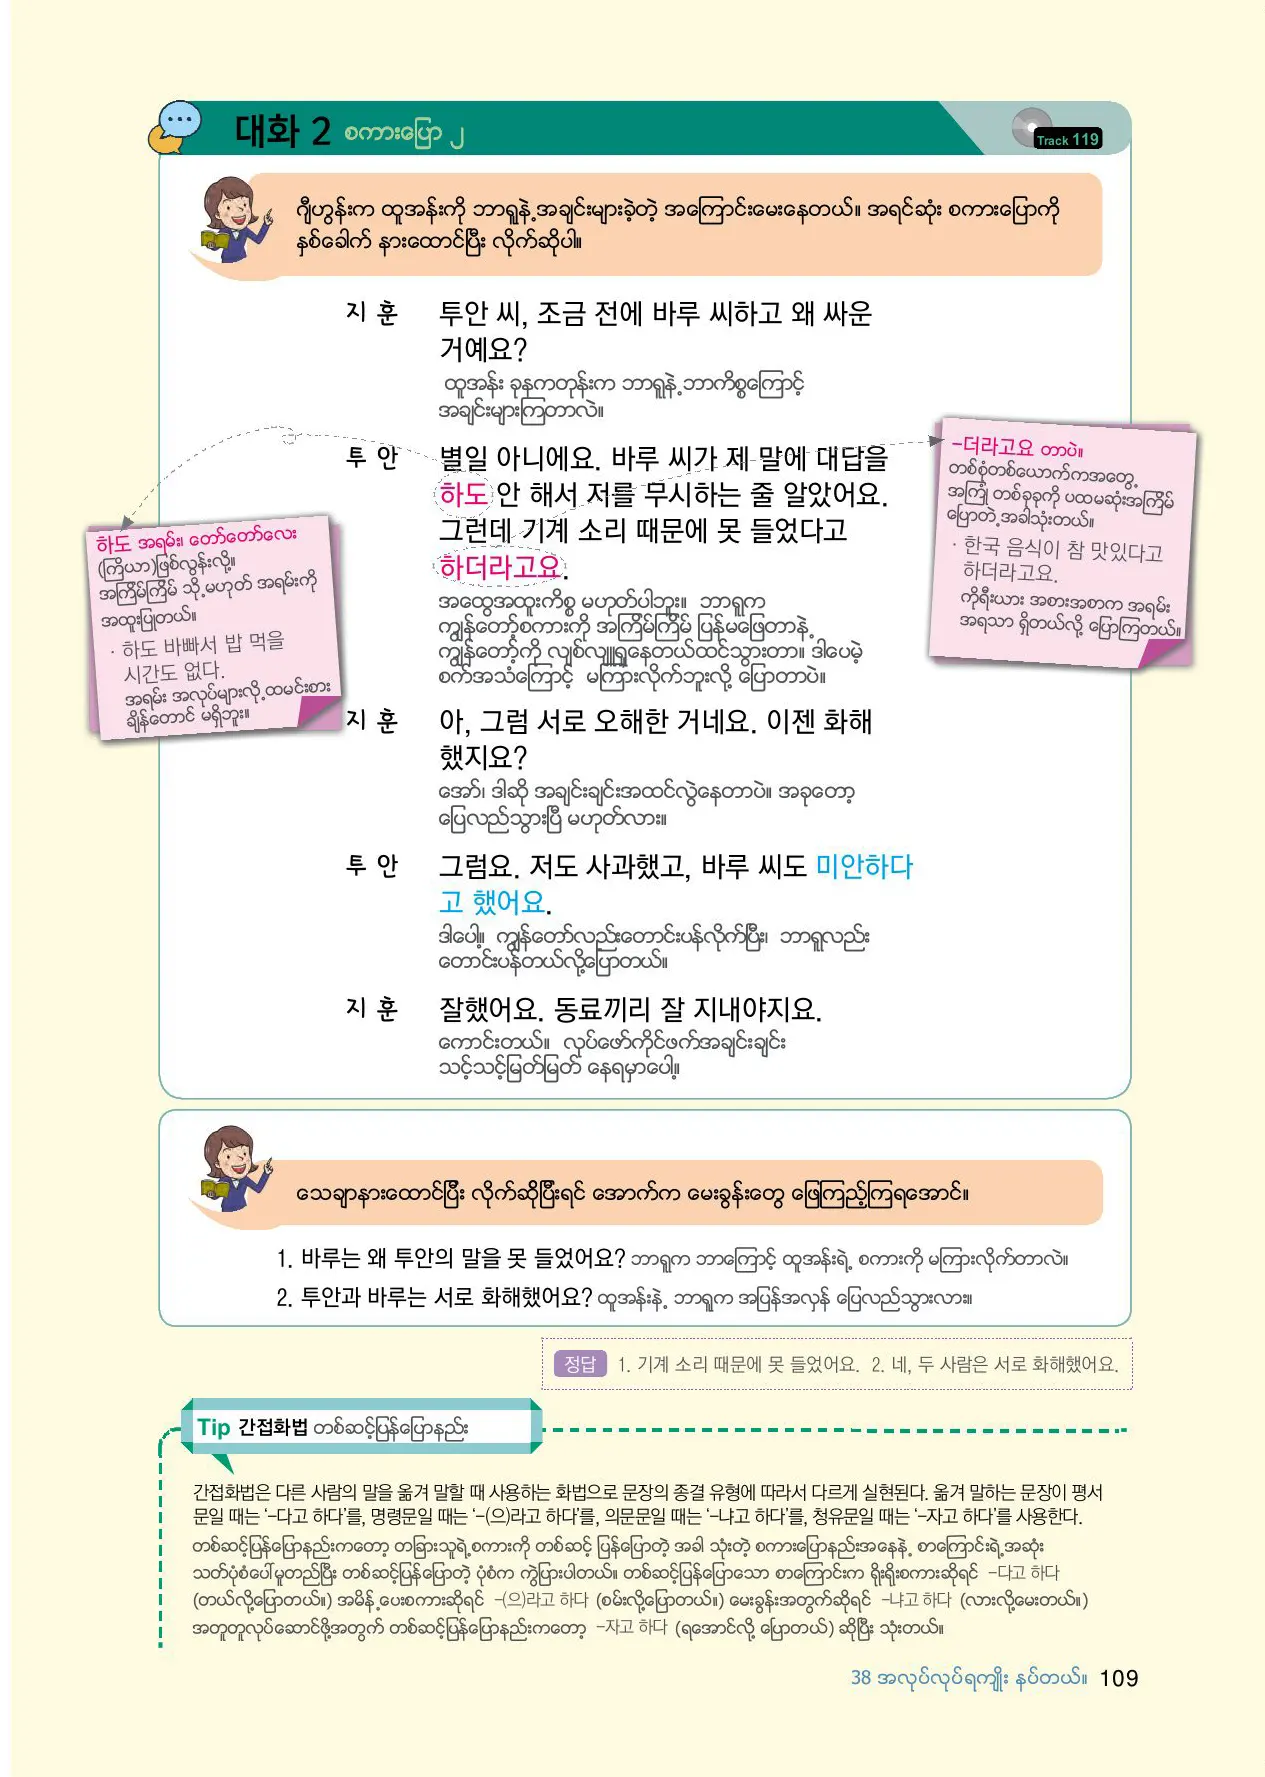 대화 2 စကားပြော ၂
Track 119
ဂျီဟွန်းက ထူအန်းကို ဘာရူနဲ့ အချင်းများခဲ့တဲ့ အကြောင်းမေးနေတယ်။ အရင်ဆုံး စကားပြောကို
နှစ်ခေါက် နားထောင်ပြီး လိုက်ဆိုပါ။
지 훈 투안 씨, 조금 전에 바루 씨하고 왜 싸운
거예요?
ထူအန်း ခုနကတုန်းက ဘာရူနဲ့ ဘာကိစ္စကြောင့်
အချင်းများကြတာလဲ။
투 안 별일 아니에요. 바루 씨가 제 말에 대답을
하도 안 해서 저를 무시하는 줄 알았어요.
그런데 기계 소리 때문에 못 들었다고
하더라고요.
အထွေအထူးကိစ္စ မဟုတ်ပါဘူး။ ဘာရူက
ကျွန်တော့်စကားကို အကြိမ်ကြိမ် ပြန်မဖြေတာနဲ့
ကျွန်တော့်ကို လျစ်လျူရှုနေတယ်ထင်သွားတာ။ ဒါပေမဲ့
စက်အသံကြောင့် မကြားလိုက်ဘူးလို့ ပြောတာပဲ။
하도 အရမ်း၊ တော်တော်လေး
(ကြိယာ)ဖြစ်လွန်းလို့။
အကြိမ်ကြိမ် သို့မဟုတ် အရမ်းကို
အထူးပြုတယ်။
· 하도 바빠서 밥 먹을
시간도 없다.
အရမ်း အလုပ်များလို့ ထမင်းစား
ချိန်တောင် မရှိဘူး။
-더라고요 တာပဲ။
တစ်စုံတစ်ယောက်ကအတွေ့
အကြုံ တစ်ခုခုကို ပထမဆုံးအကြိမ်
ပြောတဲ့အခါသုံးတယ်။
· 한국 음식이 참 맛있다고
하더라고요.
ကိုရီးယား အစားအစာက အရမ်း
အရသာ ရှိတယ်လို့ ပြောကြတယ်။
지 훈 아, 그럼 서로 오해한 거네요. 이젠 화해
했지요?
အော်၊ ဒါဆို အချင်းချင်းအထင်လွဲနေတာပဲ။ အခုတော့
ပြေလည်သွားပြီ မဟုတ်လား။
투 안 그럼요. 저도 사과했고, 바루 씨도 미안하다
고 했어요.
ဒါပေါ့။ ကျွန်တော်လည်းတောင်းပန်လိုက်ပြီး၊ ဘာရူလည်း
တောင်းပန်တယ်လို့ပြောတယ်။
지 훈 잘했어요. 동료끼리 잘 지내야지요.
ကောင်းတယ်။ လုပ်ဖော်ကိုင်ဖက်အချင်းချင်း
သင့်သင့်မြတ်မြတ် နေရမှာပေါ့။
သေချာနားထောင်ပြီး လိုက်ဆိုပြီးရင် အောက်က မေးခွန်းတွေ ဖြေကြည့်ကြရအောင်။
1. 바루는 왜 투안의 말을 못 들었어요? ဘာရူက ဘာကြောင့် ထူအန်းရဲ့ စကားကို မကြားလိုက်တာလဲ။
2. 투안과 바루는 서로 화해했어요? ထူအန်းနဲ့ ဘာရူက အပြန်အလှန် ပြေလည်သွားလား။
정답 1. 기계 소리 때문에 못 들었어요. 2. 네, 두 사람은 서로 화해했어요.
Tip 간접화법 တစ်ဆင့်ပြန်ပြောနည်း
간접화법은 다른 사람의 말을 옮겨 말할 때 사용하는 화법으로 문장의 종결 유형에 따라서 다르게 실현된다. 옮겨 말하는 문장이 평서
문일 때는 ‘-다고 하다’를, 명령문일 때는 ‘-(으)라고 하다’를, 의문문일 때는 ‘-냐고 하다’를, 청유문일 때는 ‘-자고 하다’를 사용한다.
တစ်ဆင့်ပြန်ပြောနည်းကတော့ တခြားသူရဲ့စကားကို တစ်ဆင့် ပြန်ပြောတဲ့ အခါ သုံးတဲ့ စကားပြောနည်းအနေနဲ့ စာကြောင်းရဲ့အဆုံး
သတ်ပုံစံပေါ်မူတည်ပြီး တစ်ဆင့်ပြန်ပြောတဲ့ ပုံစံက ကွဲပြားပါတယ်။ တစ်ဆင့်ပြန်ပြောသော စာကြောင်းက ရိုးရိုးစကားဆိုရင် -다고 하다
(တယ်လို့ပြောတယ်။) အမိန့်ပေးစကားဆိုရင် -(으)라고 하다 (စမ်းလို့ပြောတယ်။) မေးခွန်းအတွက်ဆိုရင် -냐고 하다 (လားလို့မေးတယ်။)
အတူတူလုပ်ဆောင်ဖို့အတွက် တစ်ဆင့်ပြန်ပြောနည်းကတော့ -자고 하다 (ရအောင်လို့ ပြောတယ်) ဆိုပြီး သုံးတယ်။
38 အလုပ်လုပ်ရကျိုး နပ်တယ်။ 109